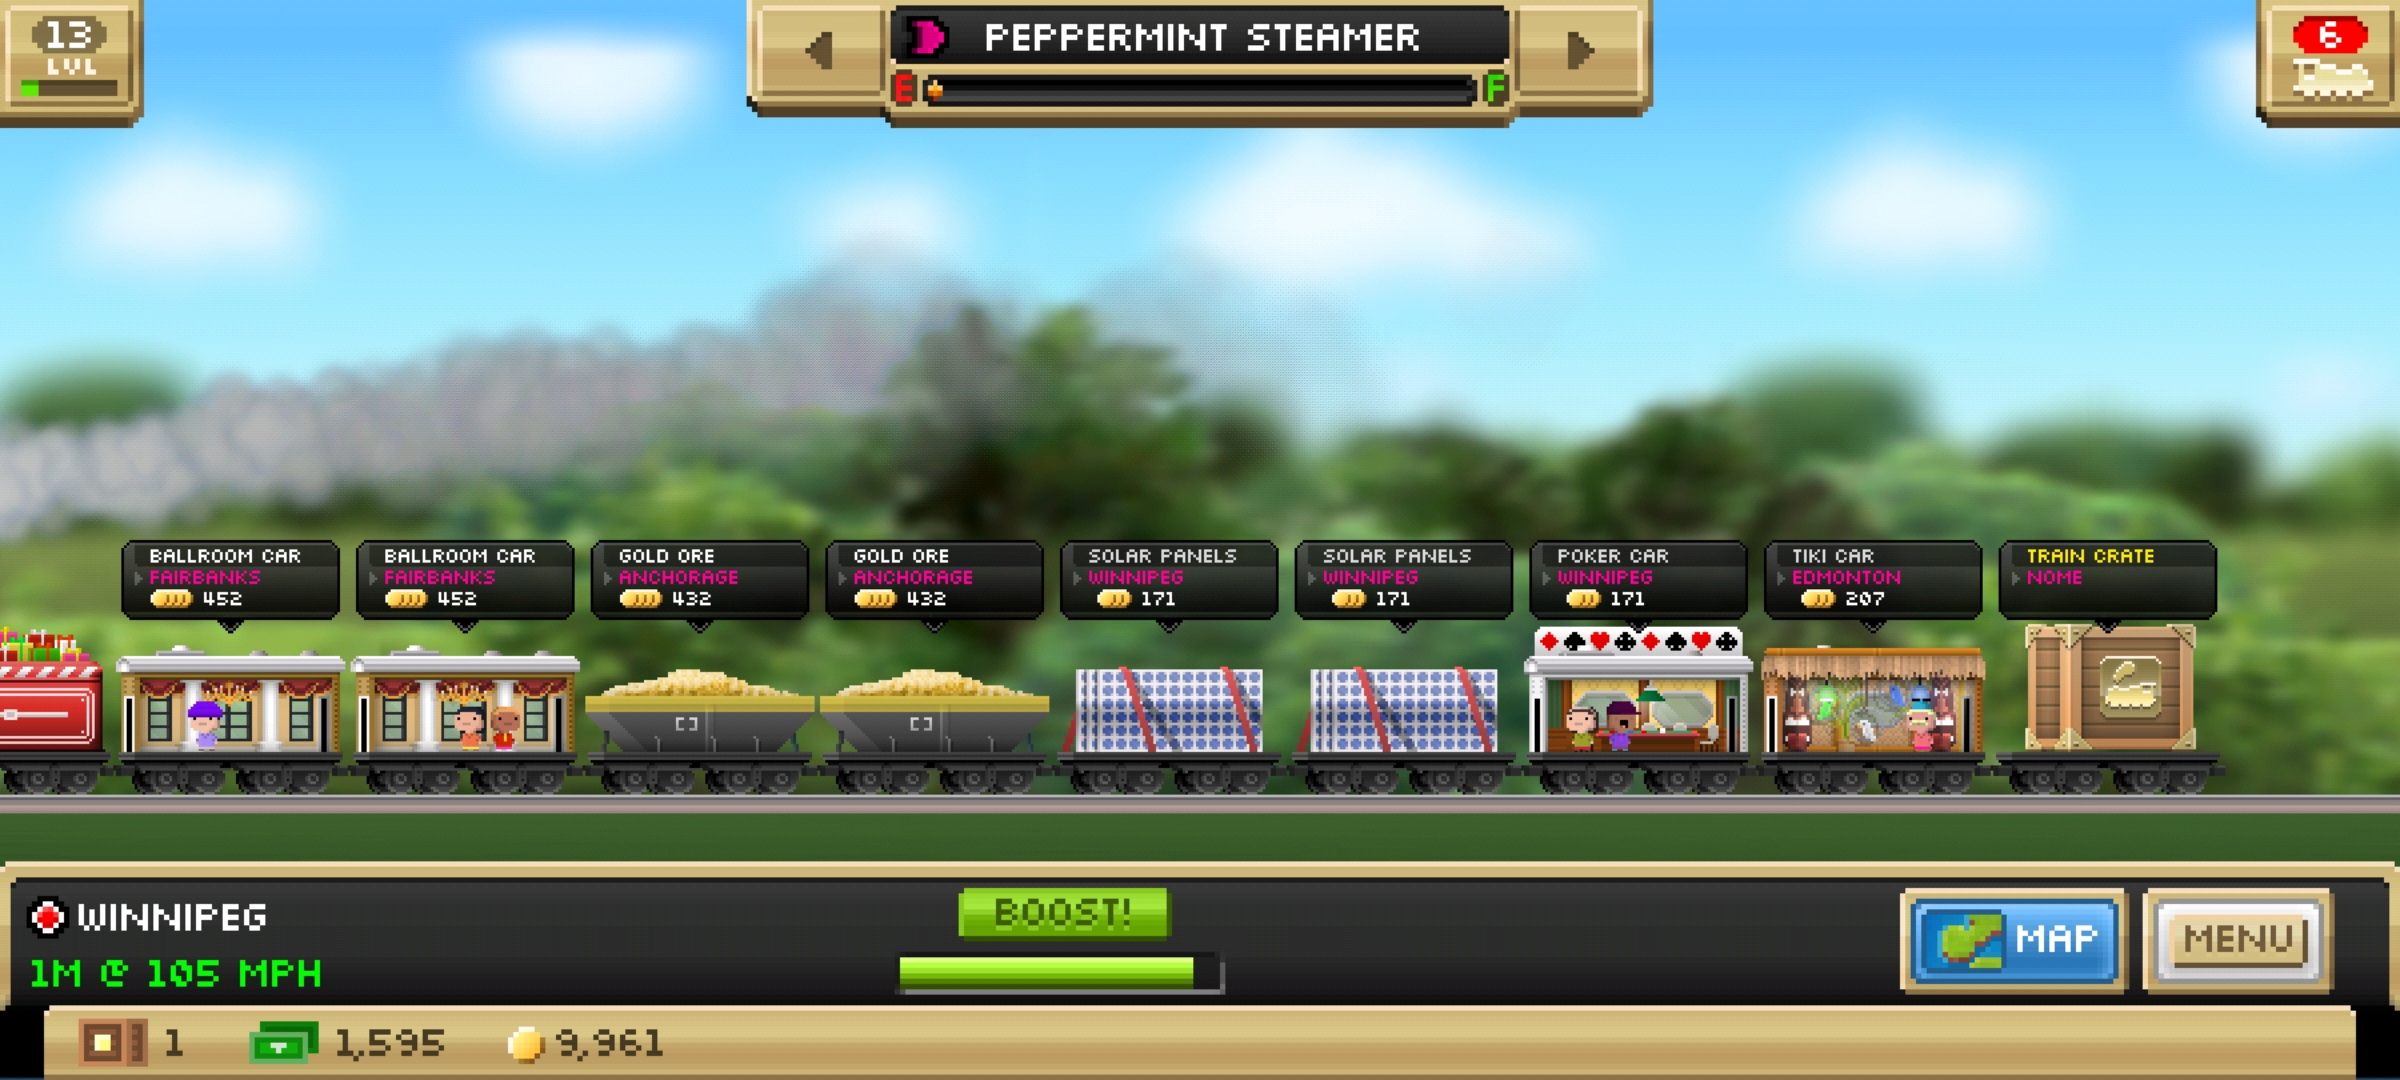 13
LVL
PEPPERMINT STEAMER
E F
6
BALLROOM CAR
FAIRBANKS
452
BALLROOM CAR
FAIRBANKS
452
GOLD ORE
ANCHORAGE
432
GOLD ORE
ANCHORAGE
432
SOLAR PANELS
WINNIPEG
171
SOLAR PANELS
WINNIPEG
171
POKER CAR
WINNIPEG
171
TIKI CAR
EDMONTON
207
TRAIN CRATE
NOME
WINNIPEG
1M @ 105 MPH
BOOST!
MAP
MENU
1
1,595
9,961